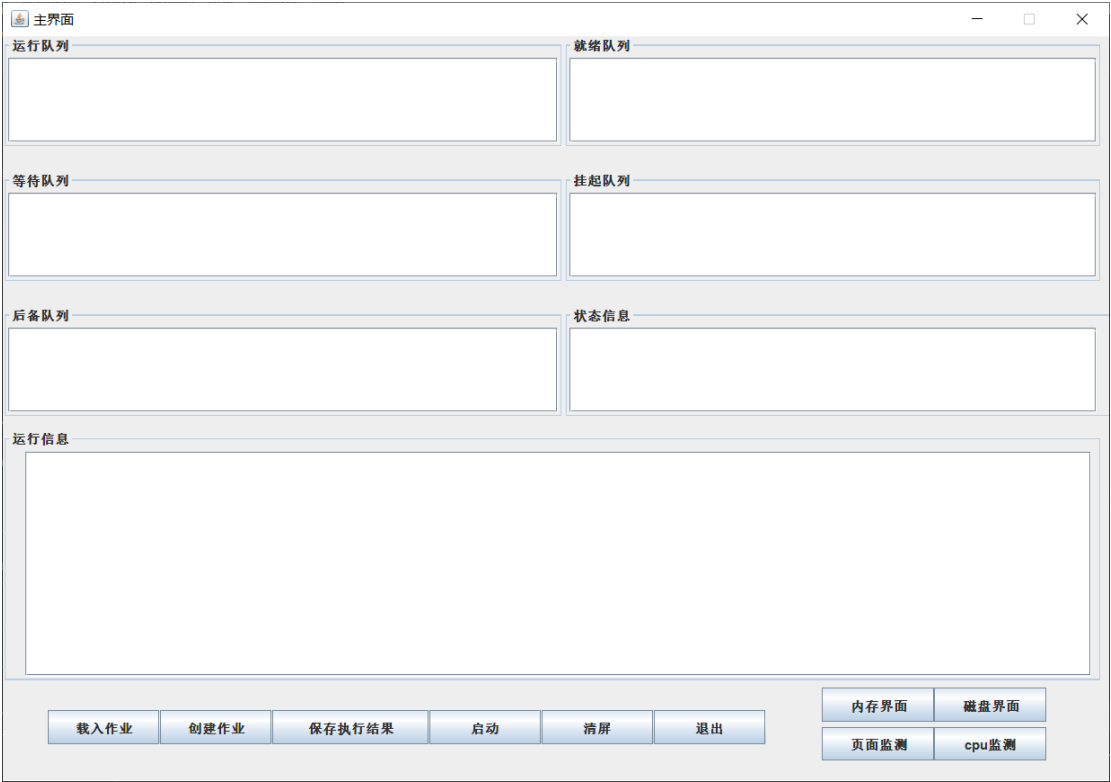 主界面
运行队列 就绪队列
等待队列 挂起队列
后备队列 状态信息
运行信息
内存界面 磁盘界面
载入作业 创建作业 保存执行结果 启动 清屏 退出
页面监测 cpu监测